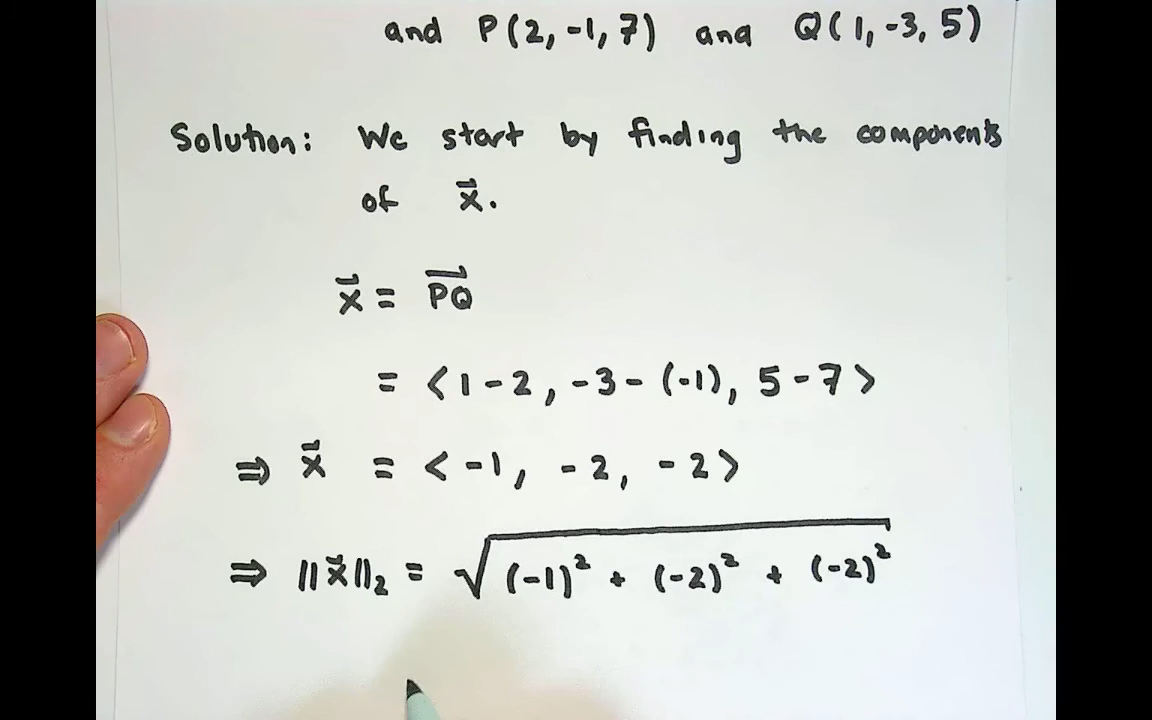 and P(2, -1, 7) and Q(1, -3, 5)
Solution: We start by finding the components
of x⃗.
x⃗ = P͞Q⃗
= <1 - 2, -3 - (-1), 5 - 7>
⇒ x⃗ = <-1, -2, -2>
⇒ ||x⃗||₂ = √((-1)² + (-2)² + (-2)²)